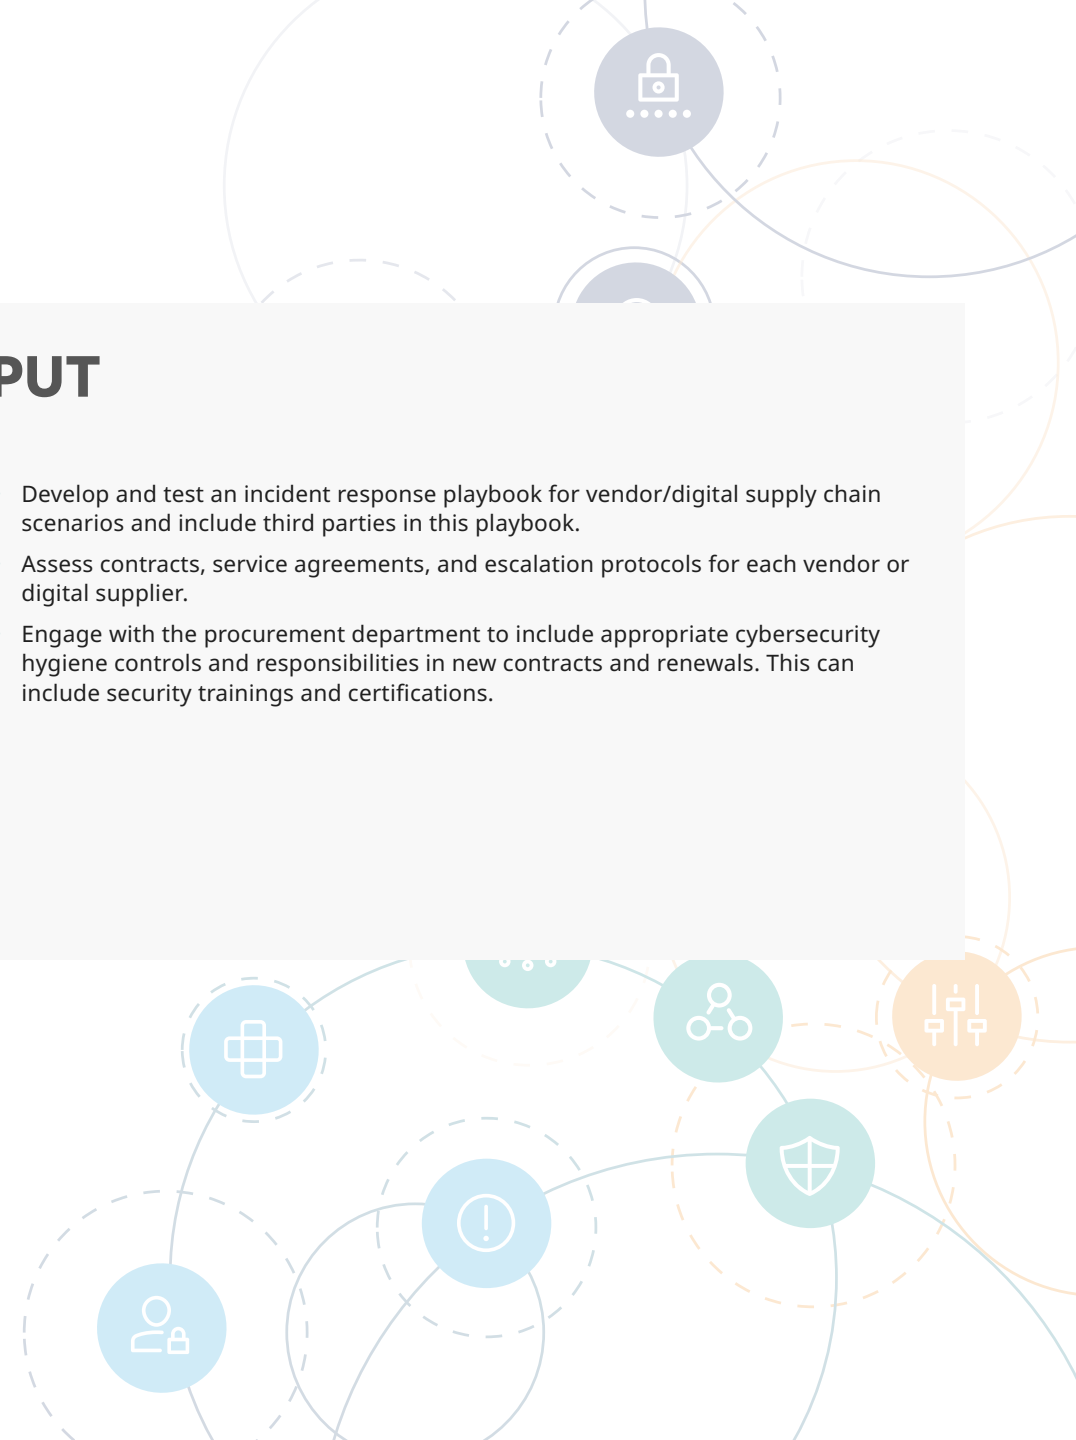 PUT
Develop and test an incident response playbook for vendor/digital supply chain
scenarios and include third parties in this playbook.
Assess contracts, service agreements, and escalation protocols for each vendor or
digital supplier.
Engage with the procurement department to include appropriate cybersecurity
hygiene controls and responsibilities in new contracts and renewals. This can
include security trainings and certifications.